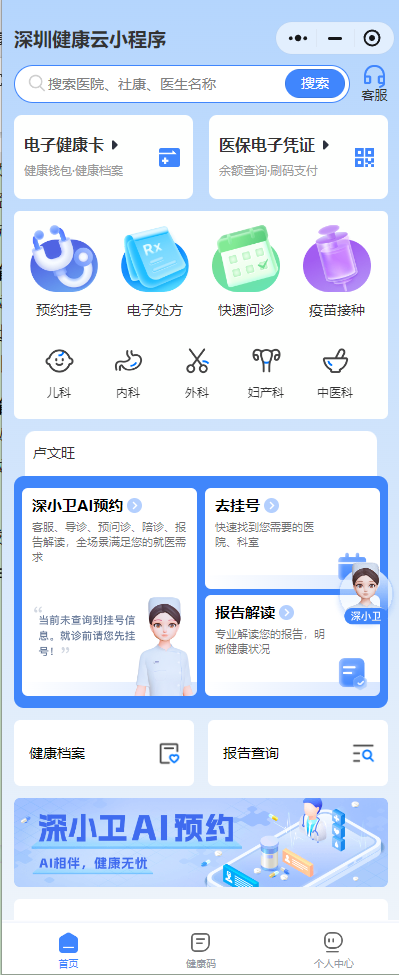 深圳健康云小程序
搜索医院、社康、医生名称
搜索
客服
电子健康卡
医保电子凭证
健康钱包·健康档案
余额查询·刷码支付
Rx
预约挂号
电子处方
快速问诊
疫苗接种
儿科
内科
外科
妇产科
中医科
卢文旺
深小卫AI预约
客服、导诊、预问诊、陪诊、报
告解读，全场景满足您的就医需
求
“当前未查询到挂号信
息。就诊前请您先挂
号！”
去挂号
快速找到您需要的医
院、科室
深小卫
报告解读
专业解读您的报告，明
晰健康状况
健康档案
报告查询
深小卫AI预约
AI相伴，健康无忧
首页
健康码
个人中心